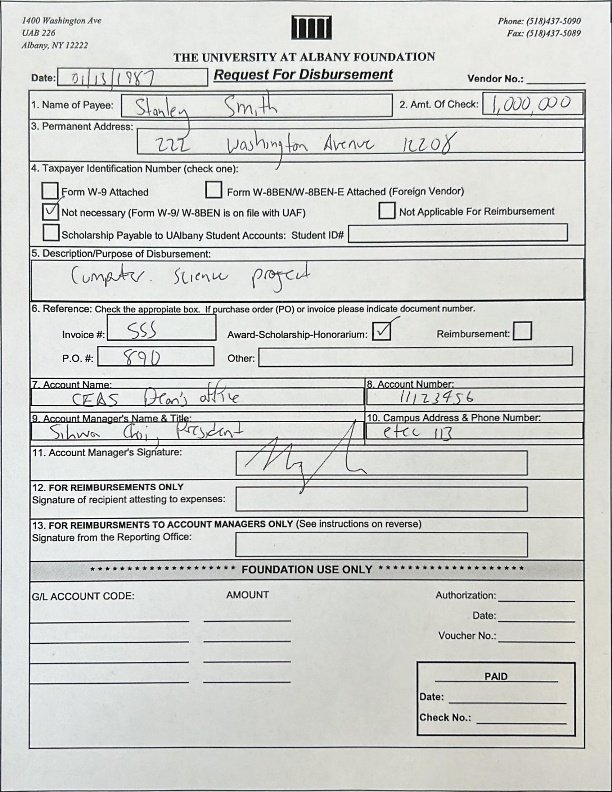 1400 Washington Ave
UAB 226
Albany, NY 12222
Phone: (518)437-5090
Fax: (518)437-5089
THE UNIVERSITY AT ALBANY FOUNDATION
Date: 01/13/1987 Request For Disbursement Vendor No.:
1. Name of Payee: Stanley Smith 2. Amt. Of Check: 1,000,000
3. Permanent Address:
222 Washington Avenue 12208
4. Taxpayer Identification Number (check one):
Form W-9 Attached Form W-8BEN/W-8BEN-E Attached (Foreign Vendor)
Not necessary (Form W-9/ W-8BEN is on file with UAF) Not Applicable For Reimbursement
Scholarship Payable to UAlbany Student Accounts: Student ID#
5. Description/Purpose of Disbursement:
Computer. Science project
6. Reference: Check the appropiate box. If purchase order (PO) or invoice please indicate document number.
Invoice #: 555 Award-Scholarship-Honorarium: Reimbursement:
P.O. #: 890 Other:
7. Account Name: 8. Account Number:
CEAS Dean's office 11123456
9. Account Manager's Name & Title: 10. Campus Address & Phone Number:
Sihwa Choi, President etec 113
11. Account Manager's Signature:
12. FOR REIMBURSEMENTS ONLY
Signature of recipient attesting to expenses:
13. FOR REIMBURSMENTS TO ACCOUNT MANAGERS ONLY (See instructions on reverse)
Signature from the Reporting Office:
* * * * * * * * * * * * * * * * * * * * FOUNDATION USE ONLY * * * * * * * * * * * * * * * * * * * *
G/L ACCOUNT CODE: AMOUNT Authorization:
Date:
Voucher No.:
PAID
Date:
Check No.: